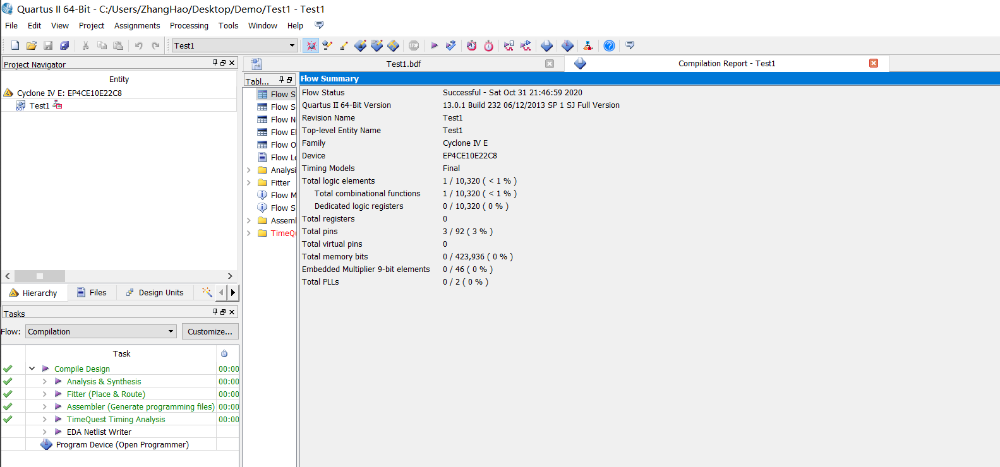 Quartus II 64-Bit - C:/Users/ZhangHao/Desktop/Demo/Test1 - Test1
File Edit View Project Assignments Processing Tools Window Help
Test1
Project Navigator
Entity
Cyclone IV E: EP4CE10E22C8
Test1
Hierarchy Files Design Units
Tasks
Flow: Compilation Customize...
Task
Compile Design 00:00
Analysis & Synthesis 00:00
Fitter (Place & Route) 00:00
Assembler (Generate programming files) 00:00
TimeQuest Timing Analysis 00:00
EDA Netlist Writer
Program Device (Open Programmer)
Test1.bdf
Compilation Report - Test1
Tabl...
Flow S
Flow S
Flow N
Flow El
Flow O
Flow Lo
Analysi
Fitter
Flow M
Flow S
Asseml
TimeQu
Flow Summary
Flow Status Successful - Sat Oct 31 21:46:59 2020
Quartus II 64-Bit Version 13.0.1 Build 232 06/12/2013 SP 1 SJ Full Version
Revision Name Test1
Top-level Entity Name Test1
Family Cyclone IV E
Device EP4CE10E22C8
Timing Models Final
Total logic elements 1 / 10,320 ( < 1 % )
Total combinational functions 1 / 10,320 ( < 1 % )
Dedicated logic registers 0 / 10,320 ( 0 % )
Total registers 0
Total pins 3 / 92 ( 3 % )
Total virtual pins 0
Total memory bits 0 / 423,936 ( 0 % )
Embedded Multiplier 9-bit elements 0 / 46 ( 0 % )
Total PLLs 0 / 2 ( 0 % )